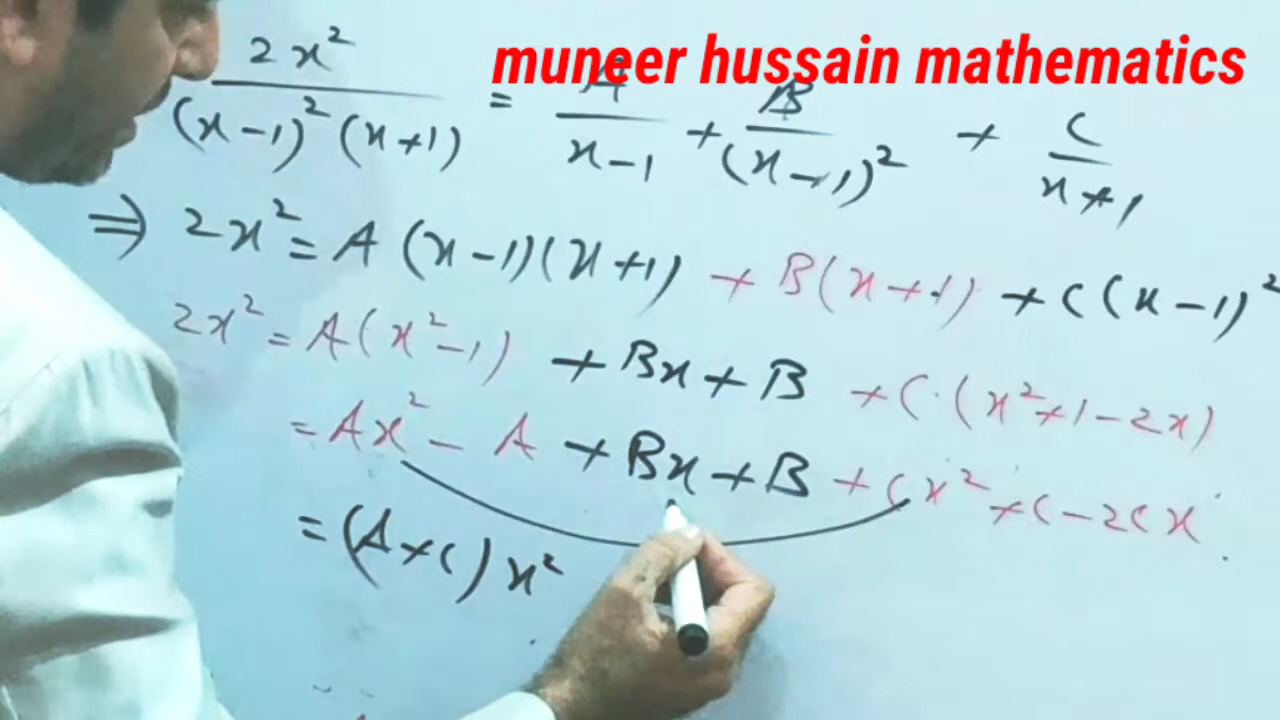 muneer hussain mathematics
2x²/((x-1)²(x+1)) = A/(x-1) + B/(x-1)² + C/(x+1)
⇒ 2x² = A(x-1)(x+1) + B(x+1) + C(x-1)²
2x² = A(x²-1) + Bx + B + C·(x²+1-2x)
= Ax² - A + Bx + B + Cx² + C - 2Cx
= (A+C)x²